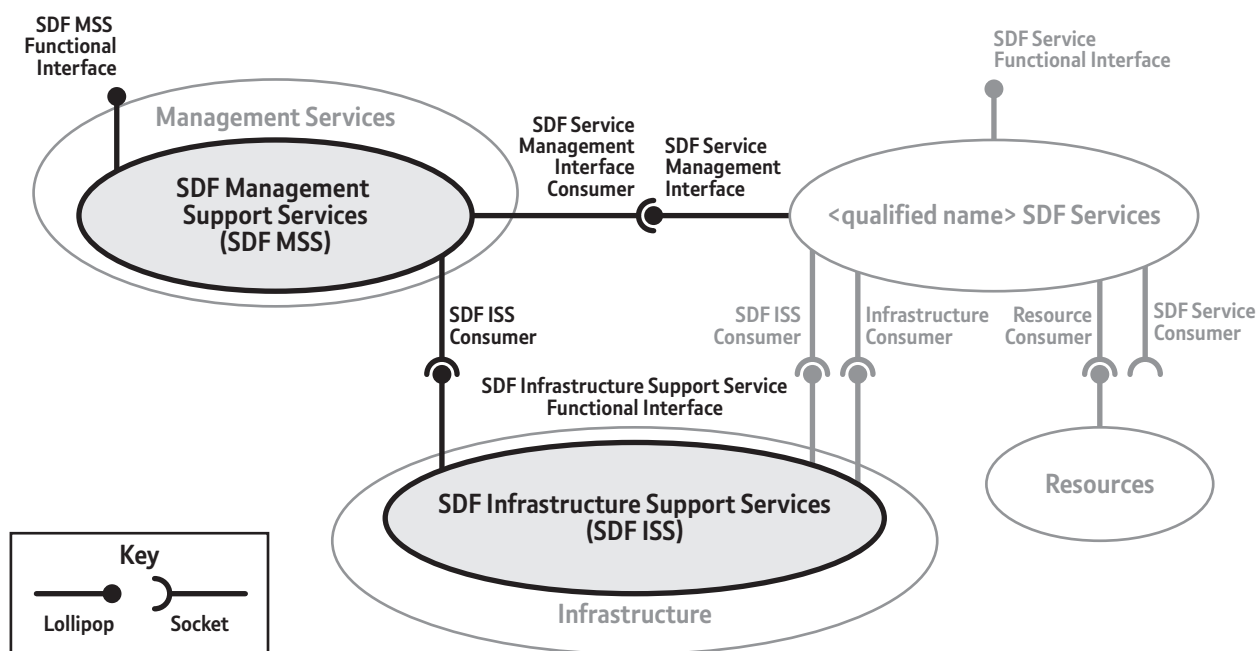 SDF MSS
Functional
Interface
SDF Service
Functional Interface
Management Services
SDF Service
Management
Interface
Consumer
SDF Service
Management
Interface
SDF Management
Support Services
(SDF MSS)
<qualified name> SDF Services
SDF ISS
Consumer
SDF ISS
Consumer
Infrastructure
Consumer
Resource
Consumer
SDF Service
Consumer
SDF Infrastructure Support Service
Functional Interface
SDF Infrastructure Support Services
(SDF ISS)
Resources
Infrastructure
Key
Lollipop
Socket